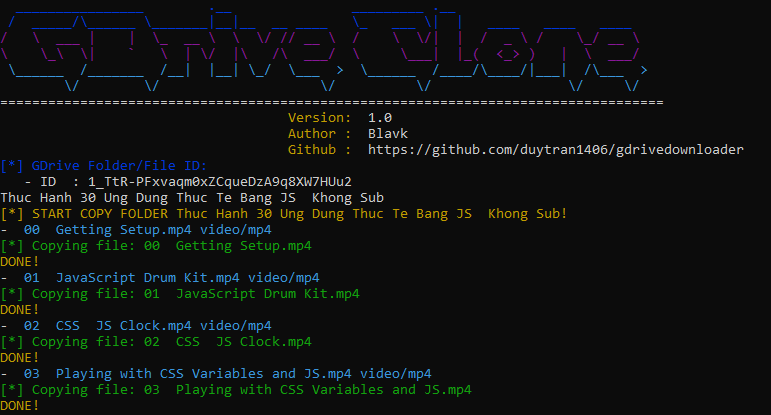 GDrive Clone
Version:  1.0
Author :  Blavk
Github :  https://github.com/duytran1406/gdrivedownloader
[*] GDrive Folder/File ID:
- ID  : 1_TtR-PFxvaqm0xZCqueDzA9q8XW7HUu2
Thuc Hanh 30 Ung Dung Thuc Te Bang JS  Khong Sub
[*] START COPY FOLDER Thuc Hanh 30 Ung Dung Thuc Te Bang JS  Khong Sub!
-  00  Getting Setup.mp4 video/mp4
[*] Copying file: 00  Getting Setup.mp4
DONE!
-  01  JavaScript Drum Kit.mp4 video/mp4
[*] Copying file: 01  JavaScript Drum Kit.mp4
DONE!
-  02  CSS  JS Clock.mp4 video/mp4
[*] Copying file: 02  CSS  JS Clock.mp4
DONE!
-  03  Playing with CSS Variables and JS.mp4 video/mp4
[*] Copying file: 03  Playing with CSS Variables and JS.mp4
DONE!